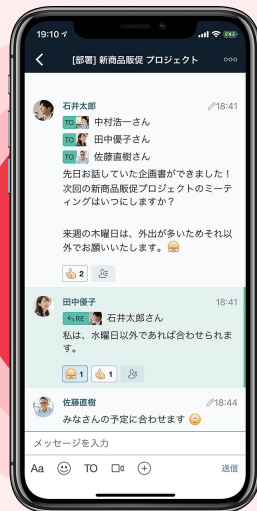 19:10
[部署] 新商品販促 プロジェクト
石井太郎
18:41
TO 中村浩一さん
TO 田中優子さん
TO 佐藤直樹さん
先日お話していた企画書ができました！
次回の新商品販促プロジェクトのミーテ
ィングはいつにしますか？
来週の木曜日は、外出が多いためそれ以
外でお願いいたします。
2
田中優子
18:41
RE 石井太郎さん
私は、水曜日以外であれば合わせられま
す。
1
1
佐藤直樹
18:44
みなさんの予定に合わせます
メッセージを入力
Aa
TO
送信